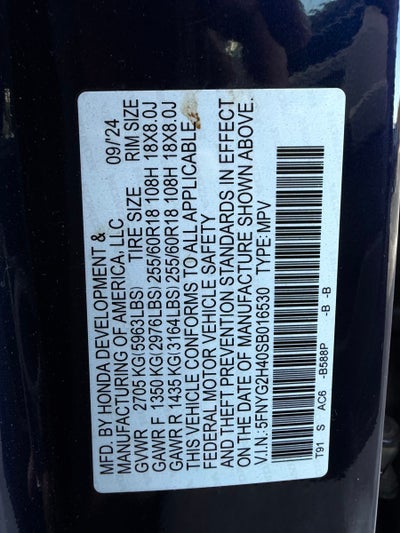 MFD. BY HONDA DEVELOPMENT & 09/'24
MANUFACTURING OF AMERICA, LLC
GVWR 2705 KG(5963LBS) TIRE SIZE RIM SIZE
GAWR F 1350 KG(2976LBS) 255/60R18 108H 18X8.0J
GAWR R 1435 KG(3164LBS) 255/60R18 108H 18X8.0J
THIS VEHICLE CONFORMS TO ALL APPLICABLE
FEDERAL MOTOR VEHICLE SAFETY
AND THEFT PREVENTION STANDARDS IN EFFECT
ON THE DATE OF MANUFACTURE SHOWN ABOVE.
V.I.N.: 5FNYG2H40SB016530 TYPE:MPV
T91 S AC6 -B588P -B -B